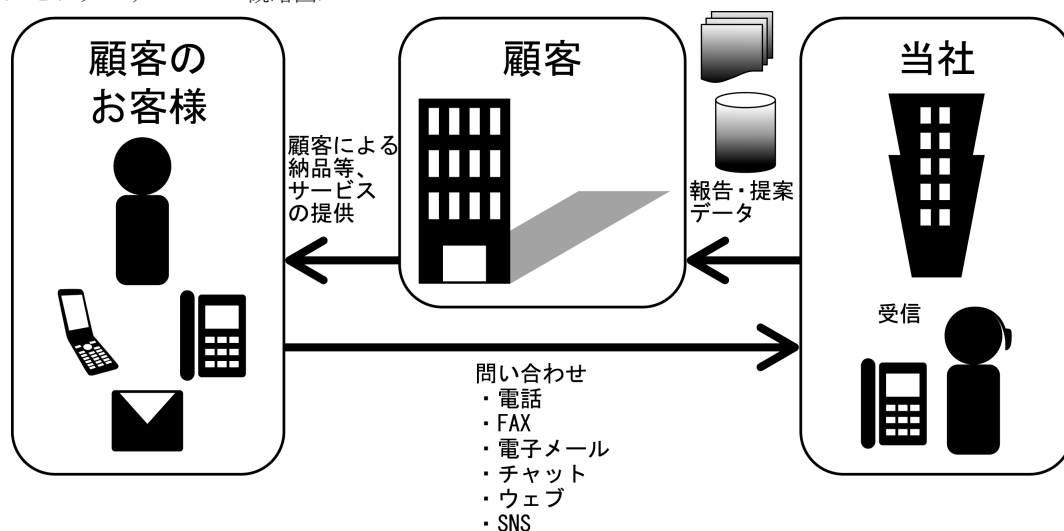 顧客の
お客様
顧客による
納品等、
サービス
の提供
顧客
報告・提案
データ
当社
受信
問い合わせ
・電話
・FAX
・電子メール
・チャット
・ウェブ
・SNS